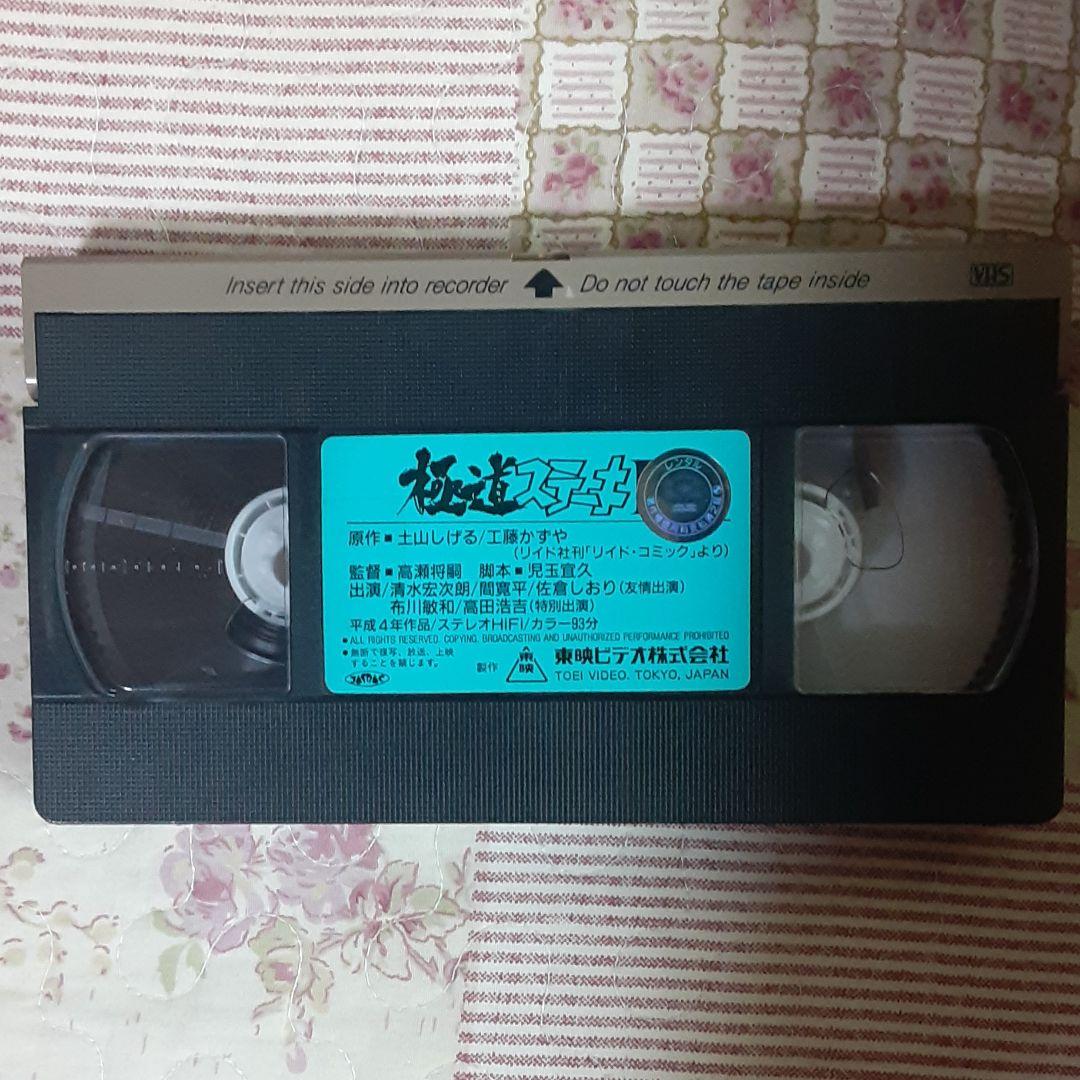 Insert this side into recorder Do not touch the tape inside VHS
極道ステーキ
レンタル
原作■土山しげる/工藤かずや
(リイド社刊「リイド・コミック」より)
監督■高瀬将嗣 脚本■児玉宜久
出演/清水宏次朗/間寛平/佐倉しおり(友情出演)
布川敏和/高田浩吉(特別出演)
平成4年作品/ステレオHiFi/カラー93分
●ALL RIGHTS RESERVED. COPYING. BROADCASTING AND UNAUTHORIZED PERFORMANCE PROHIBITED
●無断で複写、放送、上映
することを禁じます。
製作 東映 東映ビデオ株式会社
TOEI VIDEO. TOKYO, JAPAN